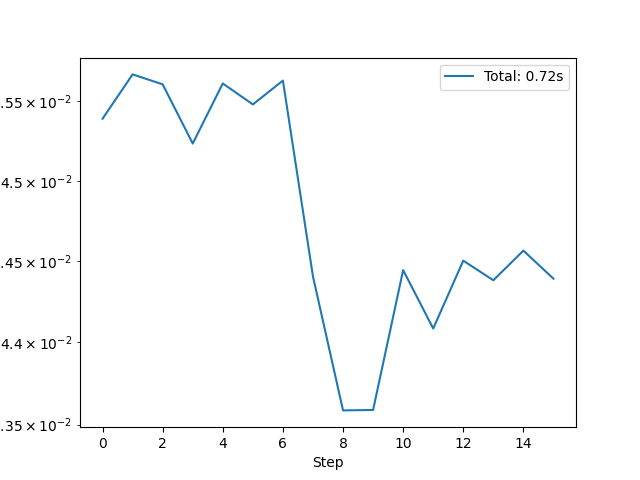 Total: 0.72s
.55 × 10⁻²
4.5 × 10⁻²
.45 × 10⁻²
4.4 × 10⁻²
.35 × 10⁻²
0 2 4 6 8 10 12 14
Step